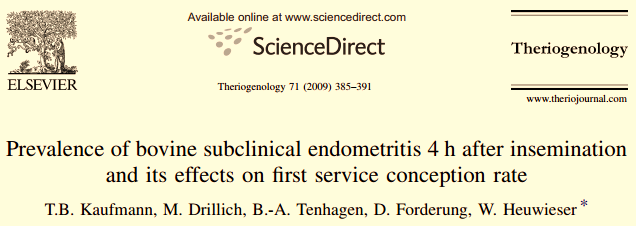 Available online at www.sciencedirect.com
ScienceDirect
ELSEVIER
Theriogenology 71 (2009) 385–391
Theriogenology
www.theriojournal.com
Prevalence of bovine subclinical endometritis 4 h after insemination
and its effects on first service conception rate
T.B. Kaufmann, M. Drillich, B.-A. Tenhagen, D. Forderung, W. Heuwieser *